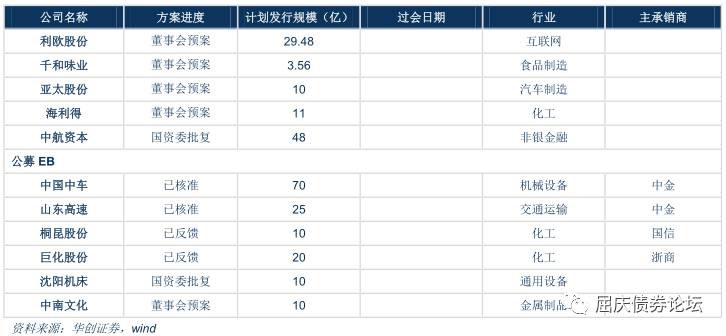 公司名称 方案进度 计划发行规模（亿） 过会日期 行业 主承销商
利欧股份 董事会预案 29.48 互联网
千和味业 董事会预案 3.56 食品制造
亚太股份 董事会预案 10 汽车制造
海利得 董事会预案 11 化工
中航资本 国资委批复 48 非银金融
公募 EB
中国中车 已核准 70 机械设备 中金
山东高速 已核准 25 交通运输 中金
桐昆股份 已反馈 10 化工 国信
巨化股份 已反馈 20 化工 浙商
沈阳机床 国资委批复 10 通用设备
中南文化 董事会预案 10 金属制品
屈庆债券论坛
资料来源：华创证券，wind